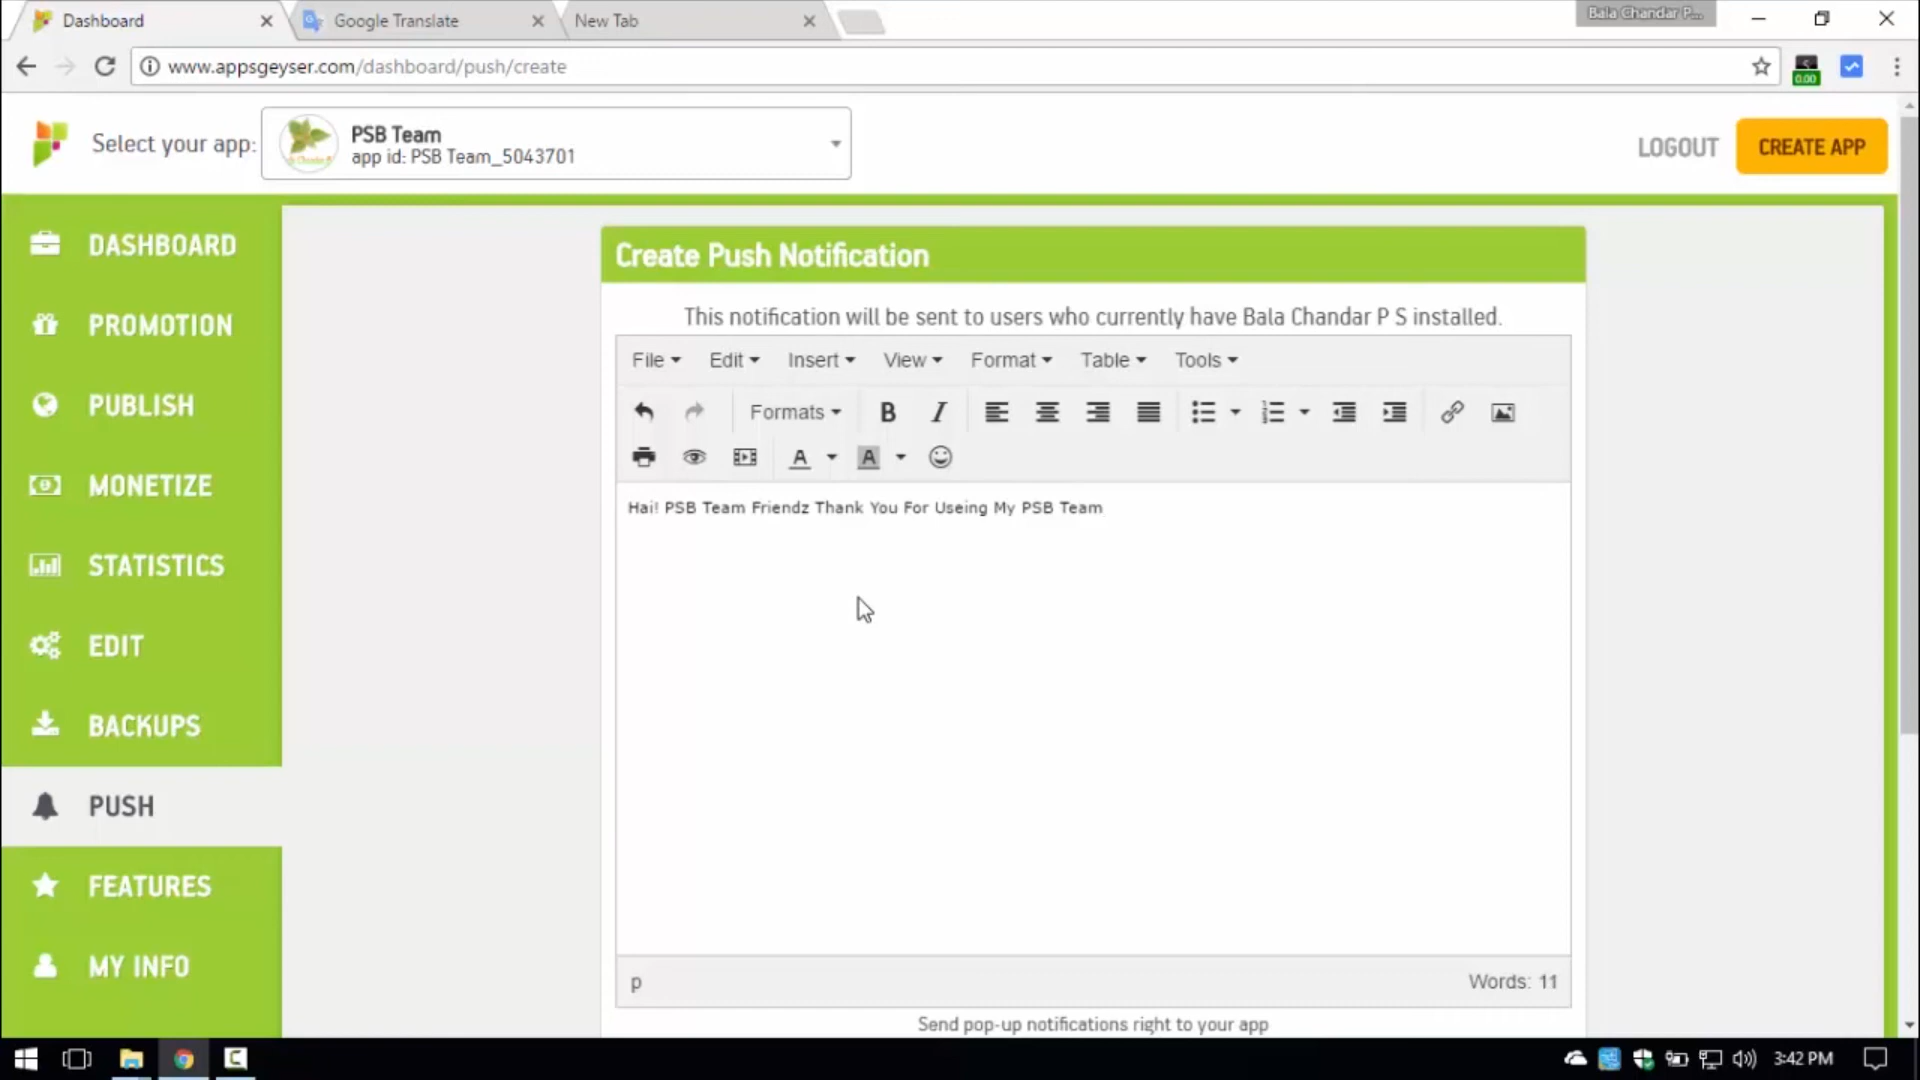 Dashboard
Google Translate
New Tab
Bala Chandar P...
www.appsgeyser.com/dashboard/push/create
0.00
Select your app:
PSB Team
app id: PSB Team_5043701
LOGOUT
CREATE APP
DASHBOARD
PROMOTION
PUBLISH
MONETIZE
STATISTICS
EDIT
BACKUPS
PUSH
FEATURES
MY INFO
Create Push Notification
This notification will be sent to users who currently have Bala Chandar P S installed.
File Edit Insert View Format Table Tools
Formats B I
A A
Hai! PSB Team Friendz Thank You For Useing My PSB Team
p
Words: 11
Send pop-up notifications right to your app
3:42 PM